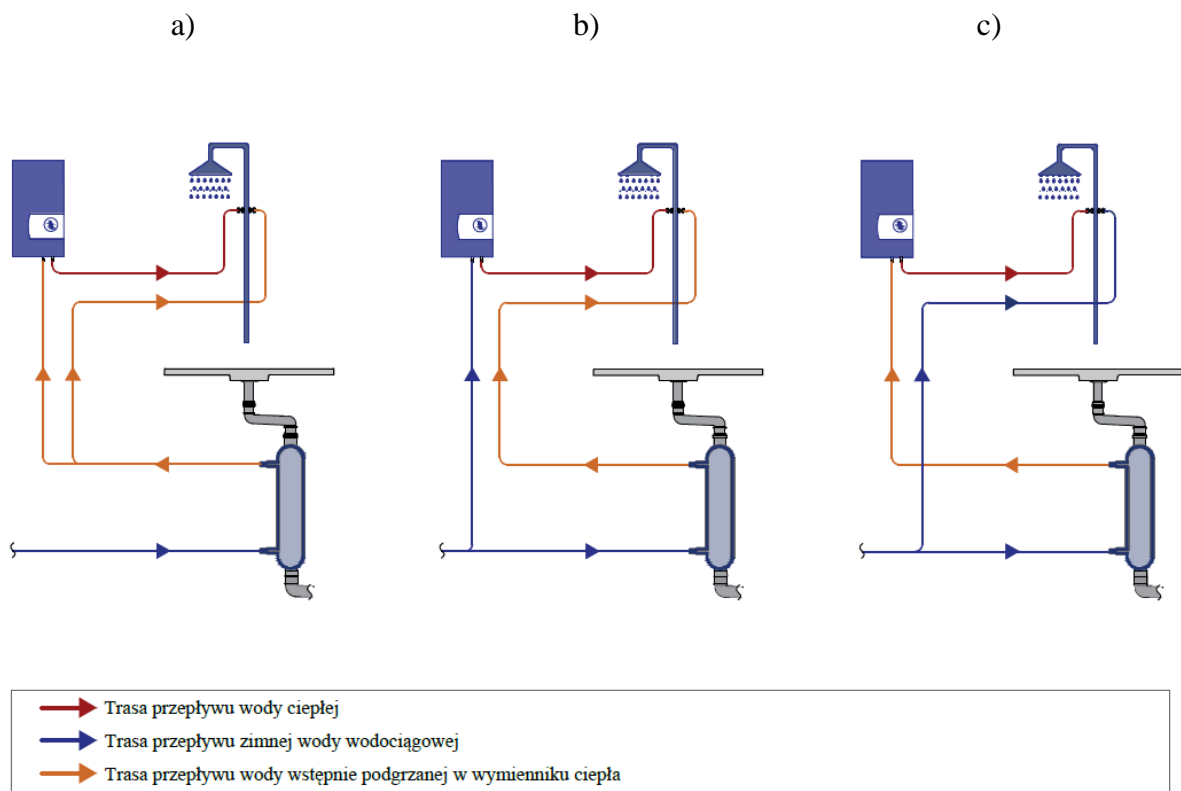 a) b) c)
Trasa przepływu wody ciepłej
Trasa przepływu zimnej wody wodociągowej
Trasa przepływu wody wstępnie podgrzanej w wymienniku ciepła